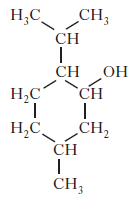 H₃C CH₃
CH
CH OH
H₂C CH
H₂C CH₂
CH
CH₃